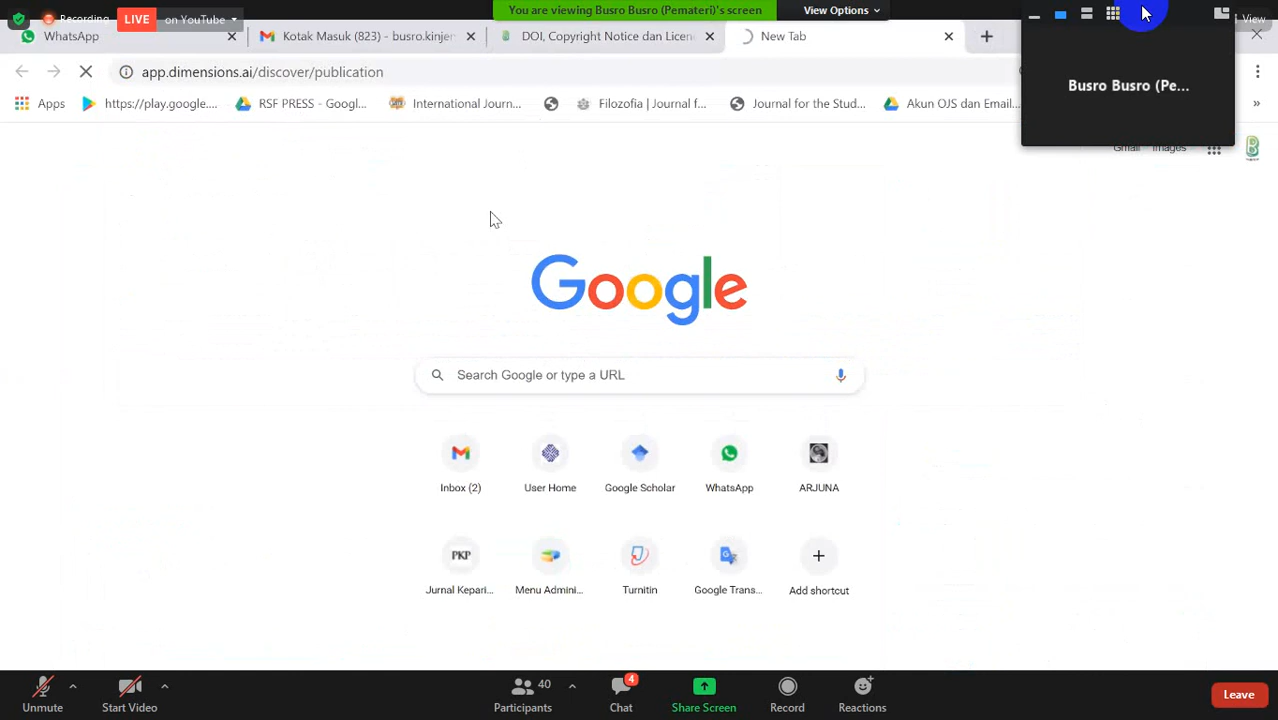 Recording
LIVE
on YouTube
You are viewing Busro Busro (Pemateri)'s screen
View Options
View
WhatsApp
Kotak Masuk (823) - busro.kinjer
DOI, Copyright Notice dan Licen
New Tab
app.dimensions.ai/discover/publication
Busro Busro (Pe...
Apps
https://play.google....
RSF PRESS - Googl...
International Journ...
Filozofia | Journal f...
Journal for the Stud...
Akun OJS dan Email...
»
Gmail
Images
Google
Search Google or type a URL
Inbox (2)
User Home
Google Scholar
WhatsApp
ARJUNA
PKP
Jurnal Kepari...
Menu Admini...
Turnitin
Google Trans...
Add shortcut
Unmute
Start Video
40
Participants
4
Chat
Share Screen
Record
Reactions
Leave